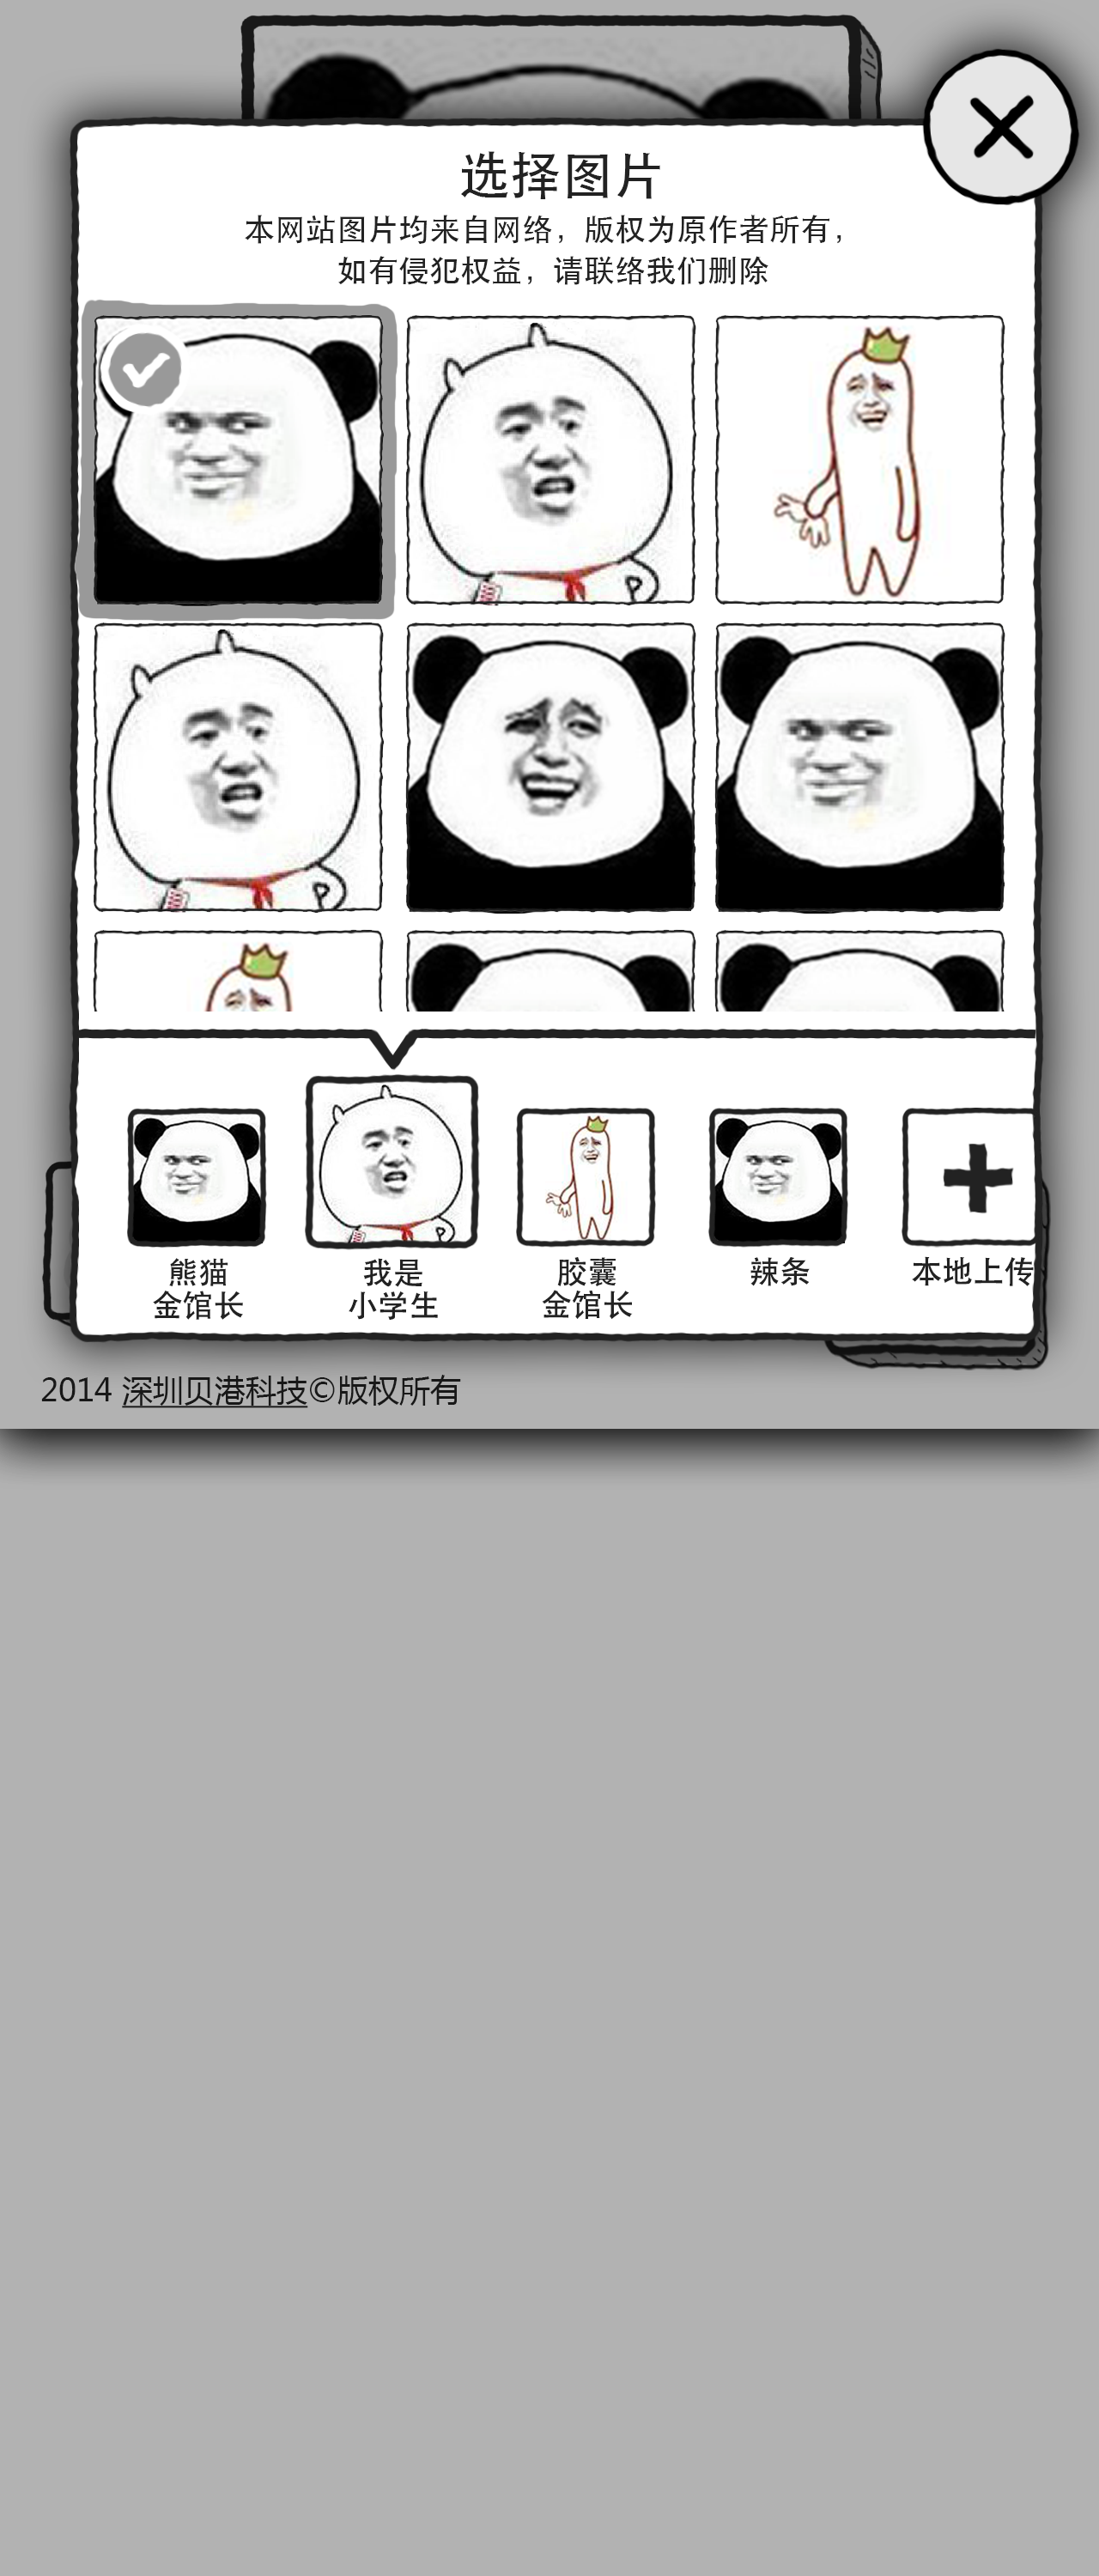 选择图片
本网站图片均来自网络，版权为原作者所有，
如有侵犯权益，请联络我们删除
熊猫
金馆长
我是
小学生
胶囊
金馆长
辣条
本地上传
2014 深圳贝港科技©版权所有